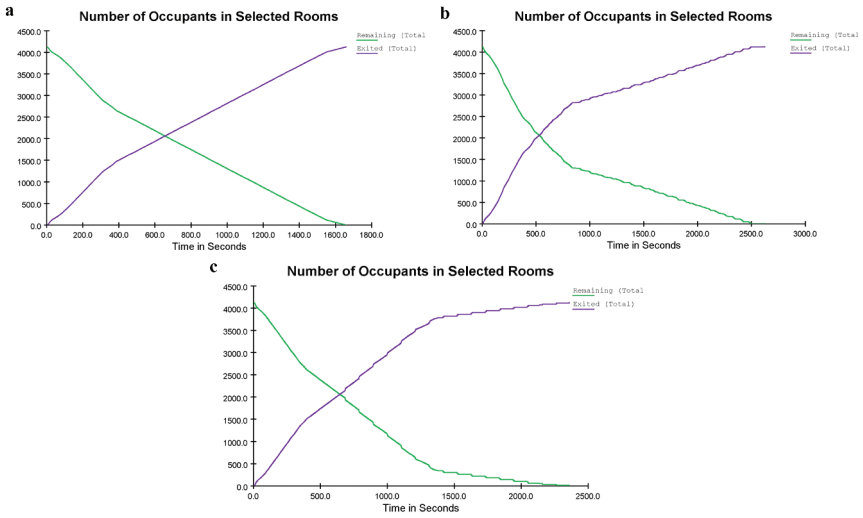 a
Number of Occupants in Selected Rooms
Remaining (Total
Exited (Total)
4500.0
4000.0
3500.0
3000.0
2500.0
2000.0
1500.0
1000.0
500.0
0.0
0.0 200.0 400.0 600.0 800.0 1000.0 1200.0 1400.0 1600.0 1800.0
Time in Seconds
b
Number of Occupants in Selected Rooms
Remaining (Total
Exited (Total)
4500.0
4000.0
3500.0
3000.0
2500.0
2000.0
1500.0
1000.0
500.0
0.0
0.0 500.0 1000.0 1500.0 2000.0 2500.0 3000.0
Time in Seconds
c
Number of Occupants in Selected Rooms
Remaining (Total
Exited (Total)
4500.0
4000.0
3500.0
3000.0
2500.0
2000.0
1500.0
1000.0
500.0
0.0
0.0 500.0 1000.0 1500.0 2000.0 2500.0
Time in Seconds